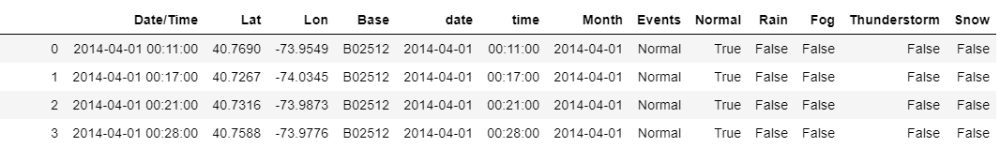 Date/Time Lat Lon Base date time Month Events Normal Rain Fog Thunderstorm Snow
0 2014-04-01 00:11:00 40.7690 -73.9549 B02512 2014-04-01 00:11:00 2014-04-01 Normal True False False False False
1 2014-04-01 00:17:00 40.7267 -74.0345 B02512 2014-04-01 00:17:00 2014-04-01 Normal True False False False False
2 2014-04-01 00:21:00 40.7316 -73.9873 B02512 2014-04-01 00:21:00 2014-04-01 Normal True False False False False
3 2014-04-01 00:28:00 40.7588 -73.9776 B02512 2014-04-01 00:28:00 2014-04-01 Normal True False False False False